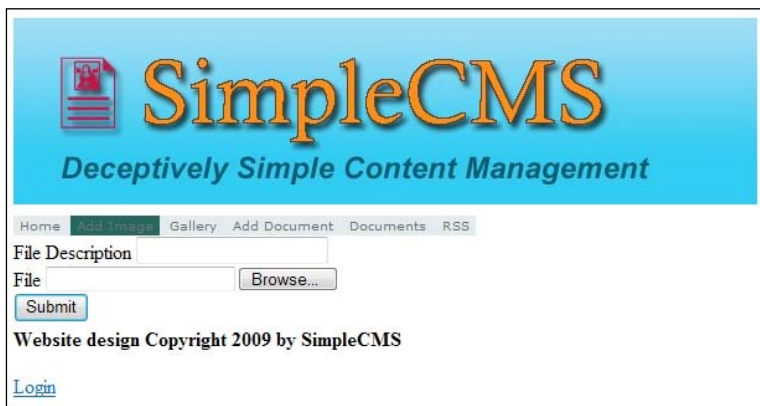 SimpleCMS
Deceptively Simple Content Management
Home Add Image Gallery Add Document Documents RSS
File Description
File Browse...
Submit
Website design Copyright 2009 by SimpleCMS
Login